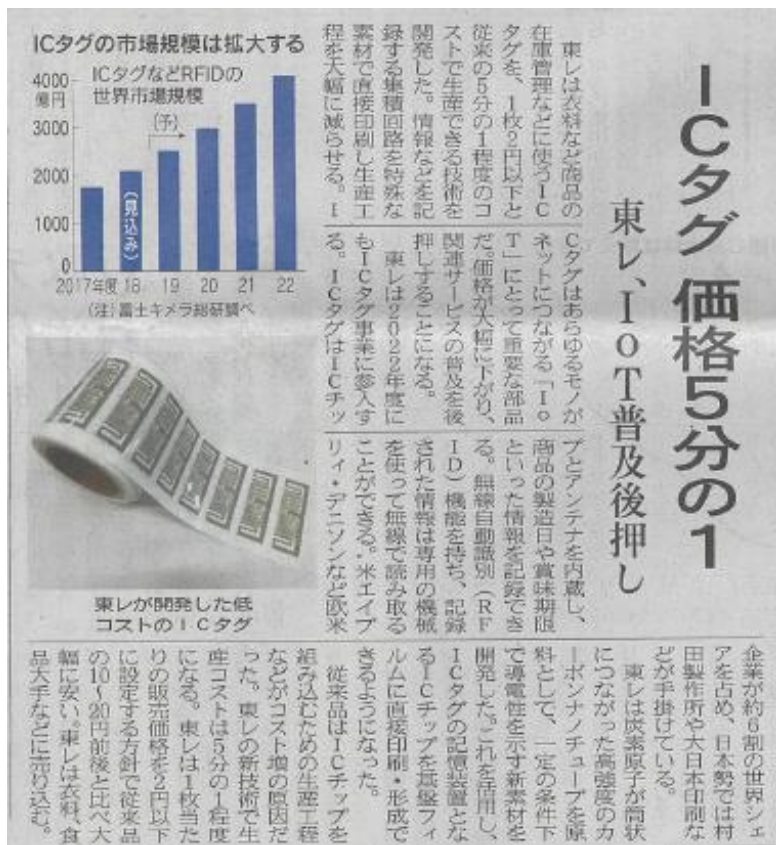 ICタグ 価格5分の1
東レ、IoT普及後押し
東レは衣料など商品の
在庫管理などに使うIC
タグを、1枚2円以下と
従来の5分の1程度のコ
ストで生産できる技術を
開発した。情報などを記
録する集積回路を特殊な
素材で直接印刷し生産工
程を大幅に減らせる。I
Cタグはあらゆるモノが
ネットにつながる「Io
T」にとって重要な部品
だ。価格が大幅に下がり、
関連サービスの普及を後
押しすることになる。
東レは2022年度に
もICタグ事業に参入す
る。ICタグはICチッ
プとアンテナを内蔵し、
商品の製造日や賞味期限
といった情報を記録でき
る。無線自動識別(RF
ID)機能を持ち、記録
された情報は専用の機械
を使って無線で読み取る
ことができる。米エイブ
リィ・デニソンなど欧米
企業が約6割の世界シェ
アを占め、日本勢では村
田製作所や大日本印刷な
どが手掛けている。
東レは炭素原子が筒状
につながった高強度のカ
ーボンナノチューブを原
料として、一定の条件下
で導電性を示す新素材を
開発した。これを活用し、
ICタグの記憶装置とな
るICチップを基盤フィ
ルムに直接印刷・形成で
きるようになった。
従来品はICチップを
組み込むための生産工程
などがコスト増の原因だ
った。東レの新技術で生
産コストは5分の1程度
になる。東レは1枚当た
りの販売価格を2円以下
に設定する方針で従来品
の10〜20円前後と比べ大
幅に安い。東レは衣料、食
品大手などに売り込む。
ICタグの市場規模は拡大する
ICタグなどRFIDの
世界市場規模
(予)
4000
億円
3000
2000
1000
0
(見込み)
2017年度 18 19 20 21 22
(注)富士キメラ総研調べ
東レが開発した低
コストのICタグ